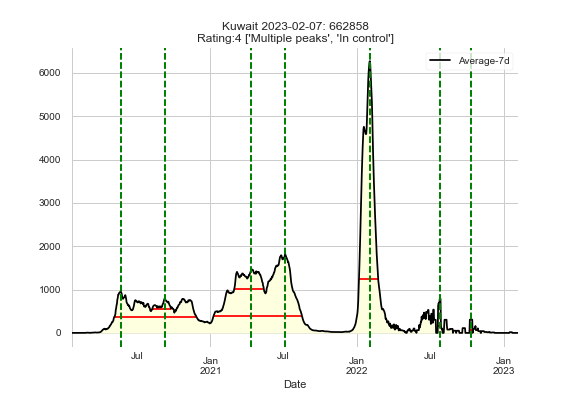 Kuwait 2023-02-07: 662858
Rating:4 ['Multiple peaks', 'In control']
Average-7d
6000
5000
4000
3000
2000
1000
0
Jul
Jan
2021
Jul
Jan
2022
Jul
Jan
2023
Date